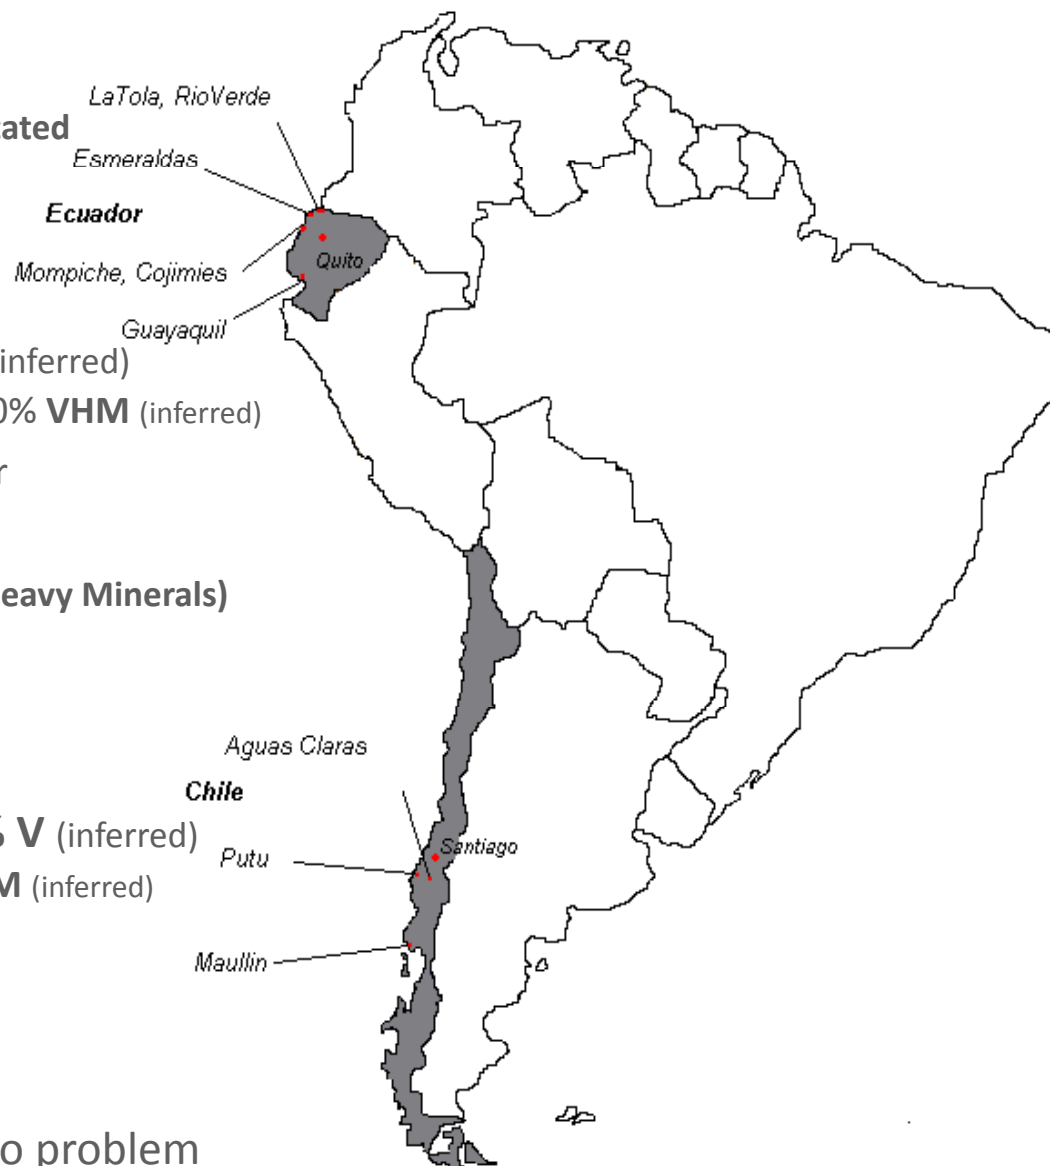 LaTola, RioVerde
cated
Esmeraldas
Ecuador
Quito
Mompiche, Cojimies
Guayaquil
inferred)
0% VHM (inferred)
r
eavy Minerals)
Aguas Claras
Chile
% V (inferred)
Santiago
Putu
M (inferred)
Maullin
o problem